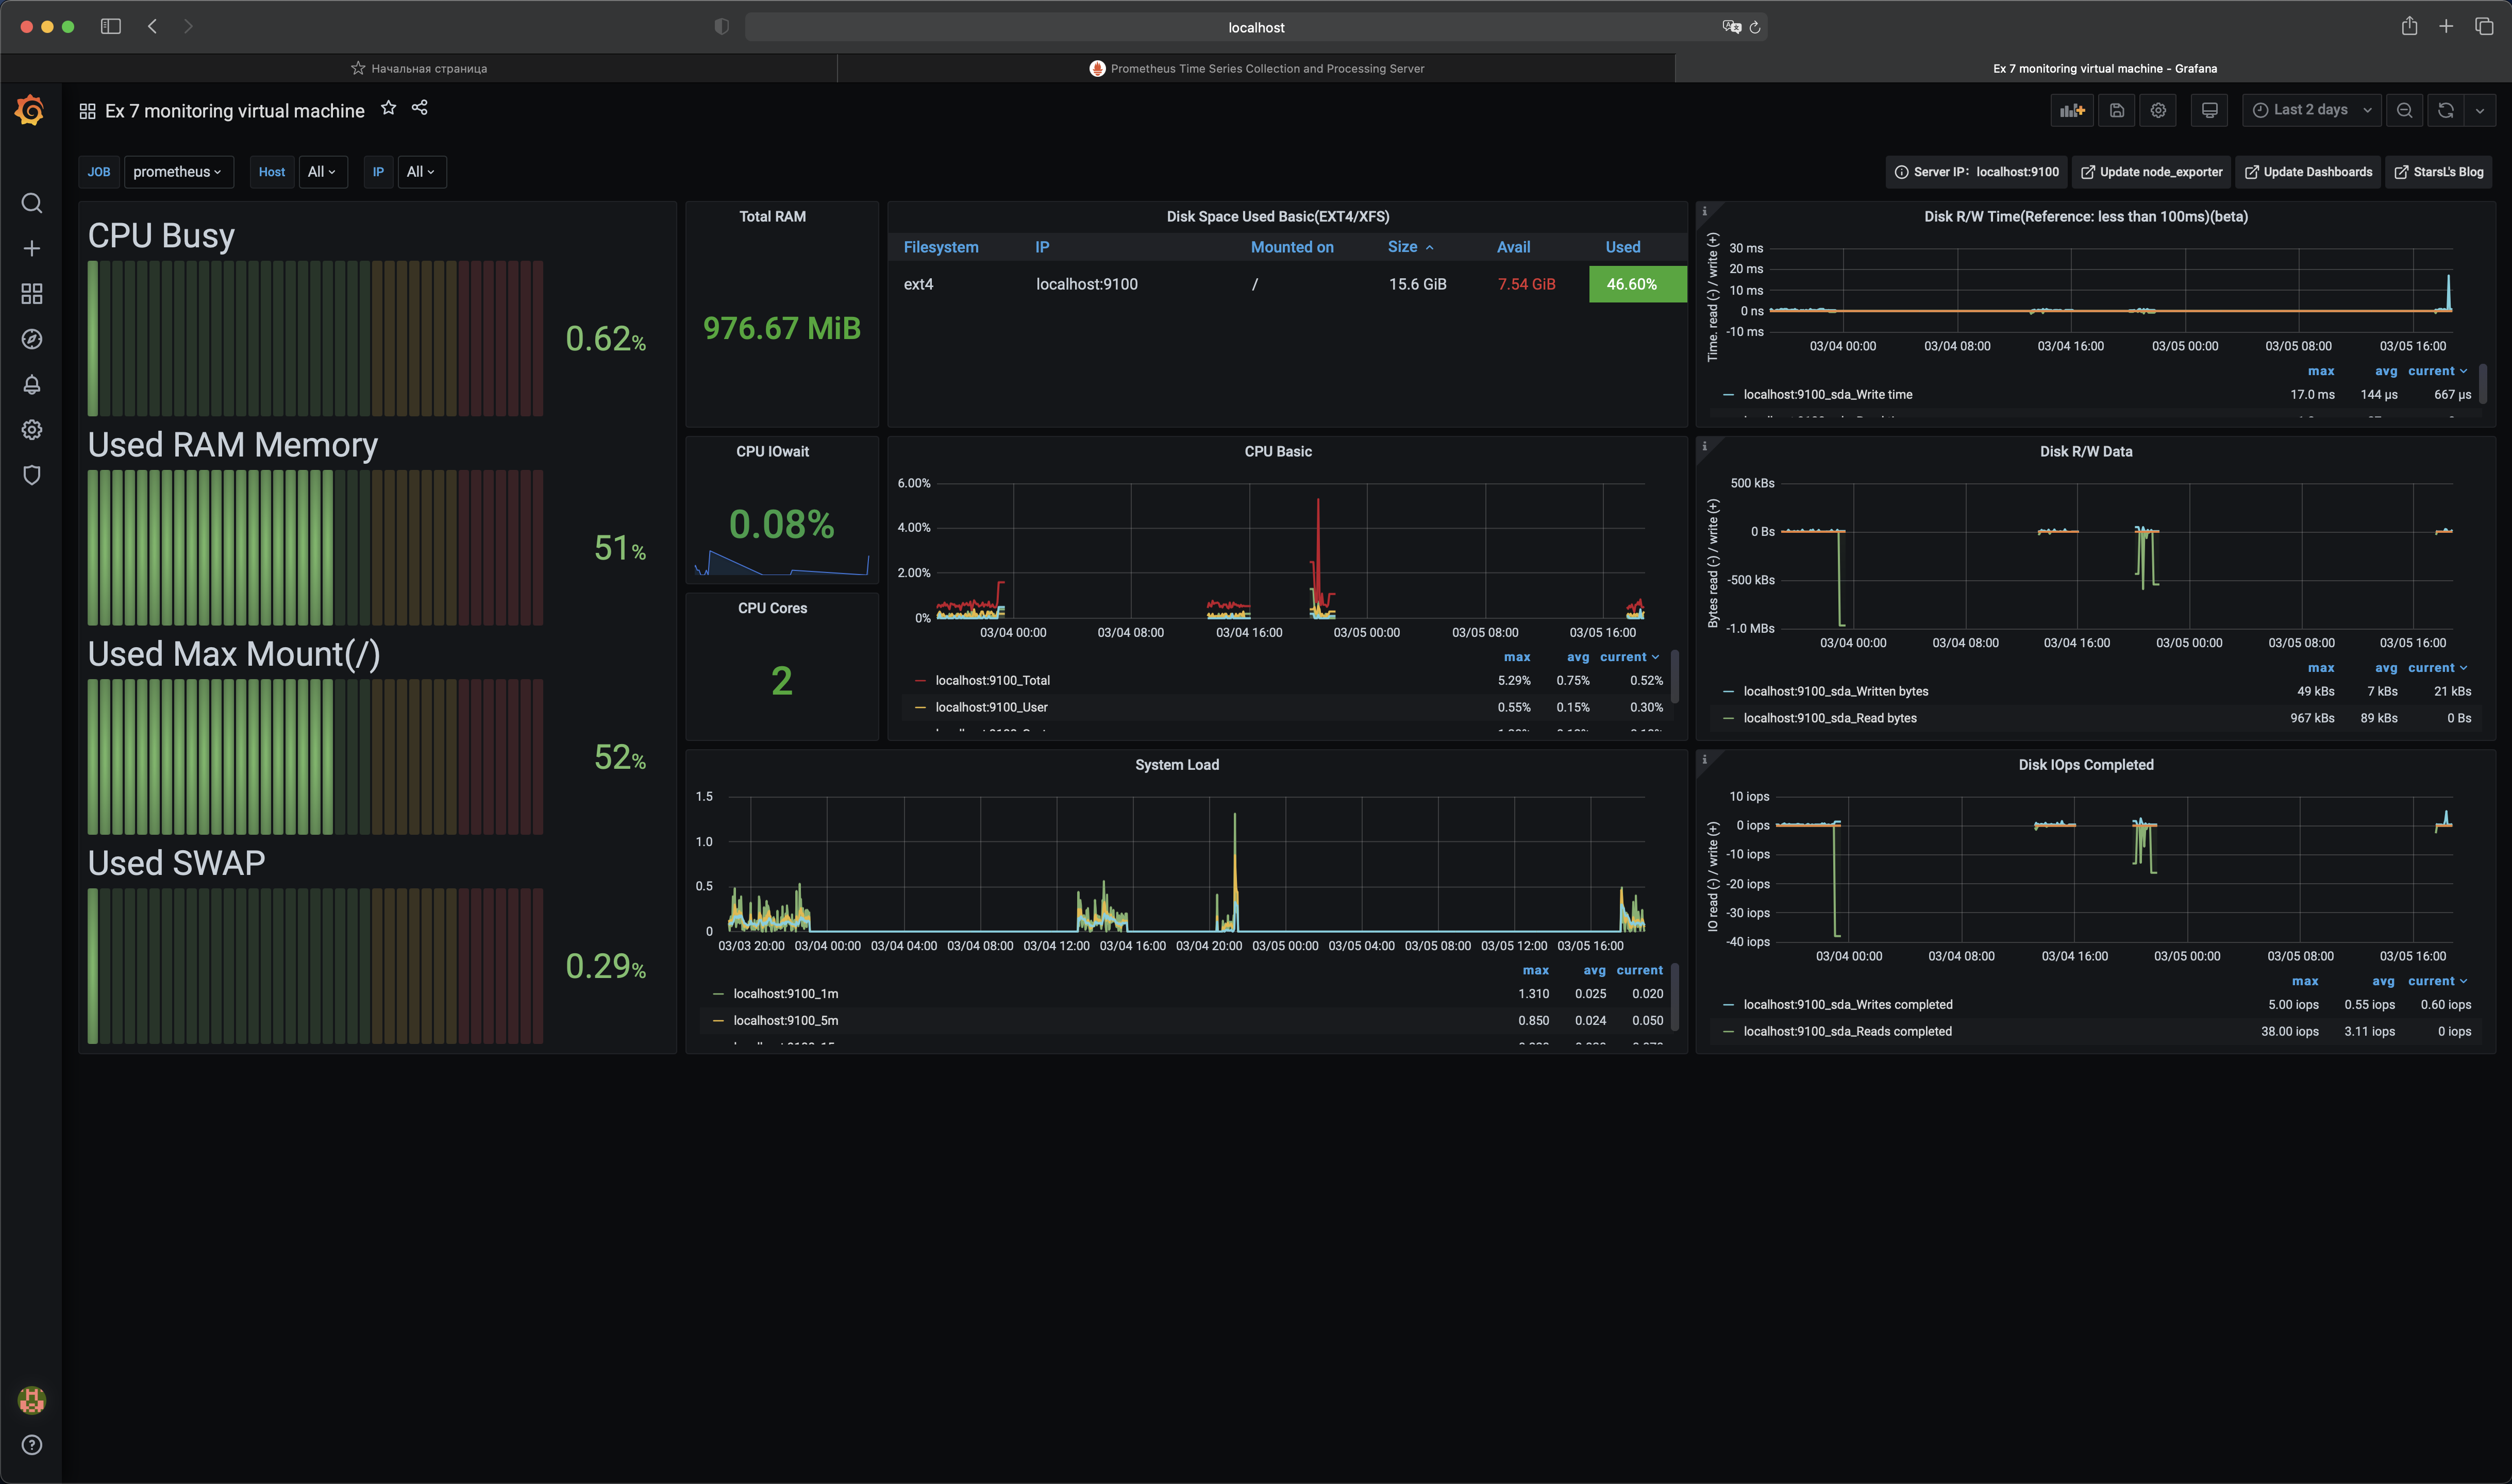 localhost
Начальная страница
Prometheus Time Series Collection and Processing Server
Ex 7 monitoring virtual machine - Grafana
Ex 7 monitoring virtual machine
Last 2 days
JOB prometheus Host All IP All
Server IP: localhost:9100 Update node_exporter Update Dashboards StarsL's Blog
CPU Busy
0.62%
Used RAM Memory
51%
Used Max Mount(/)
52%
Used SWAP
0.29%
Total RAM
976.67 MiB
CPU IOwait
0.08%
CPU Cores
2
Disk Space Used Basic(EXT4/XFS)
Filesystem IP Mounted on Size Avail Used
ext4 localhost:9100 / 15.6 GiB 7.54 GiB 46.60%
CPU Basic
6.00%
4.00%
2.00%
0%
03/04 00:00 03/04 08:00 03/04 16:00 03/05 00:00 03/05 08:00 03/05 16:00
max avg current
localhost:9100_Total 5.29% 0.75% 0.52%
localhost:9100_User 0.55% 0.15% 0.30%
System Load
1.5
1.0
0.5
0
03/03 20:00 03/04 00:00 03/04 04:00 03/04 08:00 03/04 12:00 03/04 16:00 03/04 20:00 03/05 00:00 03/05 04:00 03/05 08:00 03/05 12:00 03/05 16:00
max avg current
localhost:9100_1m 1.310 0.025 0.020
localhost:9100_5m 0.850 0.024 0.050
Disk R/W Time(Reference: less than 100ms)(beta)
Time. read (-) / write (+)
30 ms
20 ms
10 ms
0 ns
-10 ms
03/04 00:00 03/04 08:00 03/04 16:00 03/05 00:00 03/05 08:00 03/05 16:00
max avg current
localhost:9100_sda_Write time 17.0 ms 144 µs 667 µs
Disk R/W Data
Bytes read (-) / write (+)
500 kBs
0 Bs
-500 kBs
-1.0 MBs
03/04 00:00 03/04 08:00 03/04 16:00 03/05 00:00 03/05 08:00 03/05 16:00
max avg current
localhost:9100_sda_Written bytes 49 kBs 7 kBs 21 kBs
localhost:9100_sda_Read bytes 967 kBs 89 kBs 0 Bs
Disk IOps Completed
IO read (-) / write (+)
10 iops
0 iops
-10 iops
-20 iops
-30 iops
-40 iops
03/04 00:00 03/04 08:00 03/04 16:00 03/05 00:00 03/05 08:00 03/05 16:00
max avg current
localhost:9100_sda_Writes completed 5.00 iops 0.55 iops 0.60 iops
localhost:9100_sda_Reads completed 38.00 iops 3.11 iops 0 iops